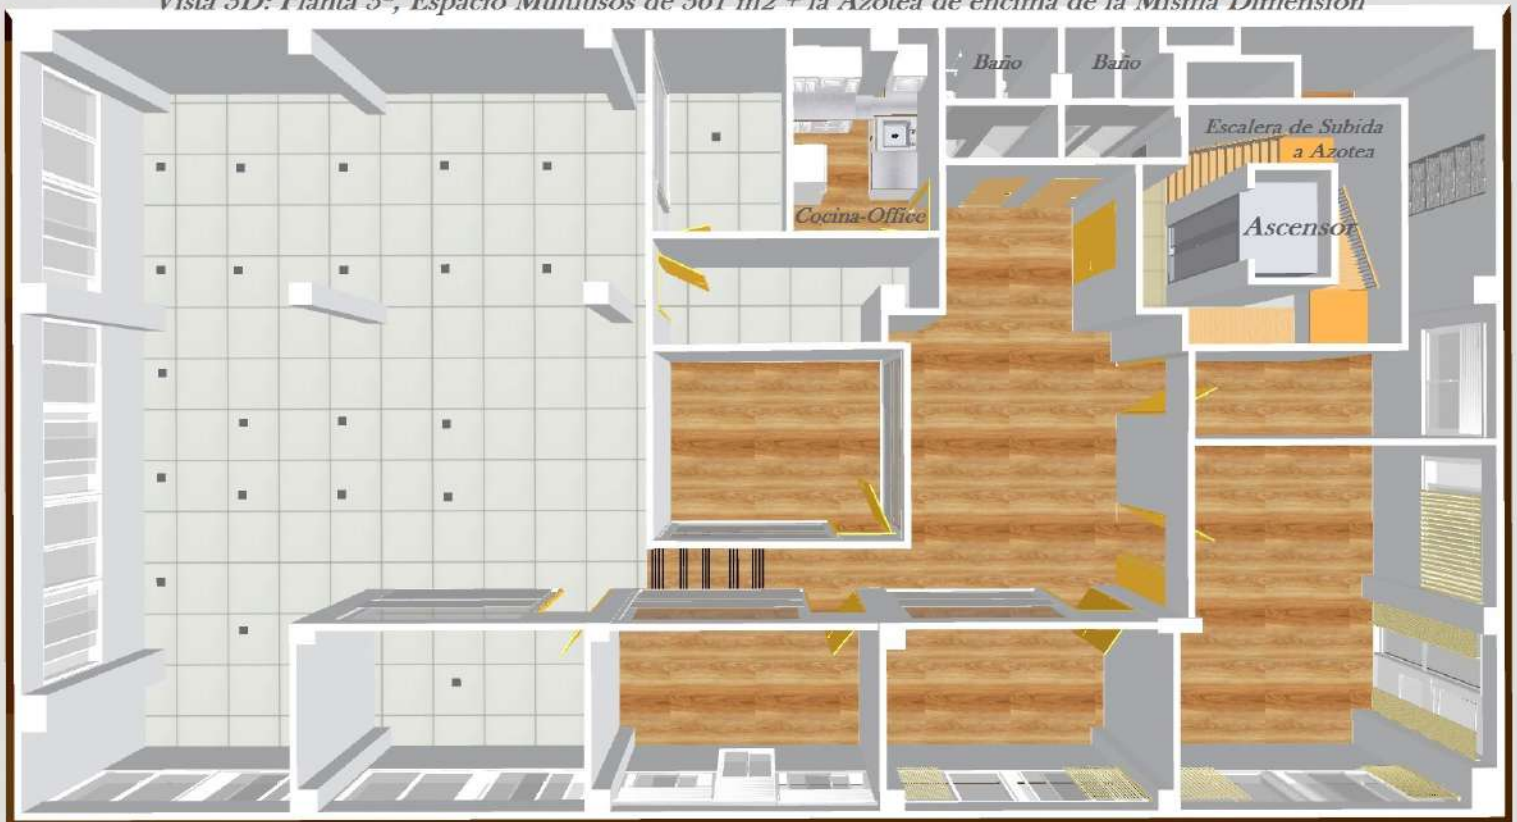 Vista 3D: Planta 3ª, Espacio Multiusos de 361 m2 + la Azotea de encima de la Misma Dimensión
Baño
Baño
Escalera de Subida
a Azotea
Cocina-Office
Ascensor